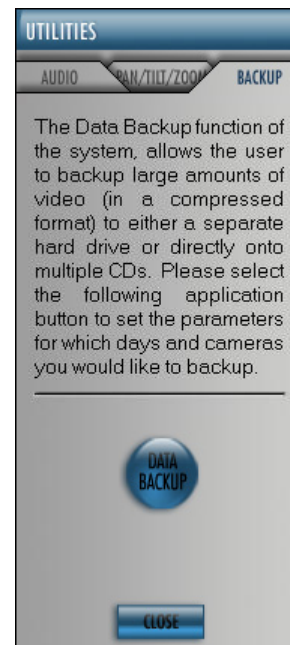 UTILITIES
AUDIO PAN/TILT/ZOOM BACKUP
The Data Backup function of
the system, allows the user
to backup large amounts of
video (in a compressed
format) to either a separate
hard drive or directly onto
multiple CDs. Please select
the following application
button to set the parameters
for which days and cameras
you would like to backup.
DATA
BACKUP
CLOSE